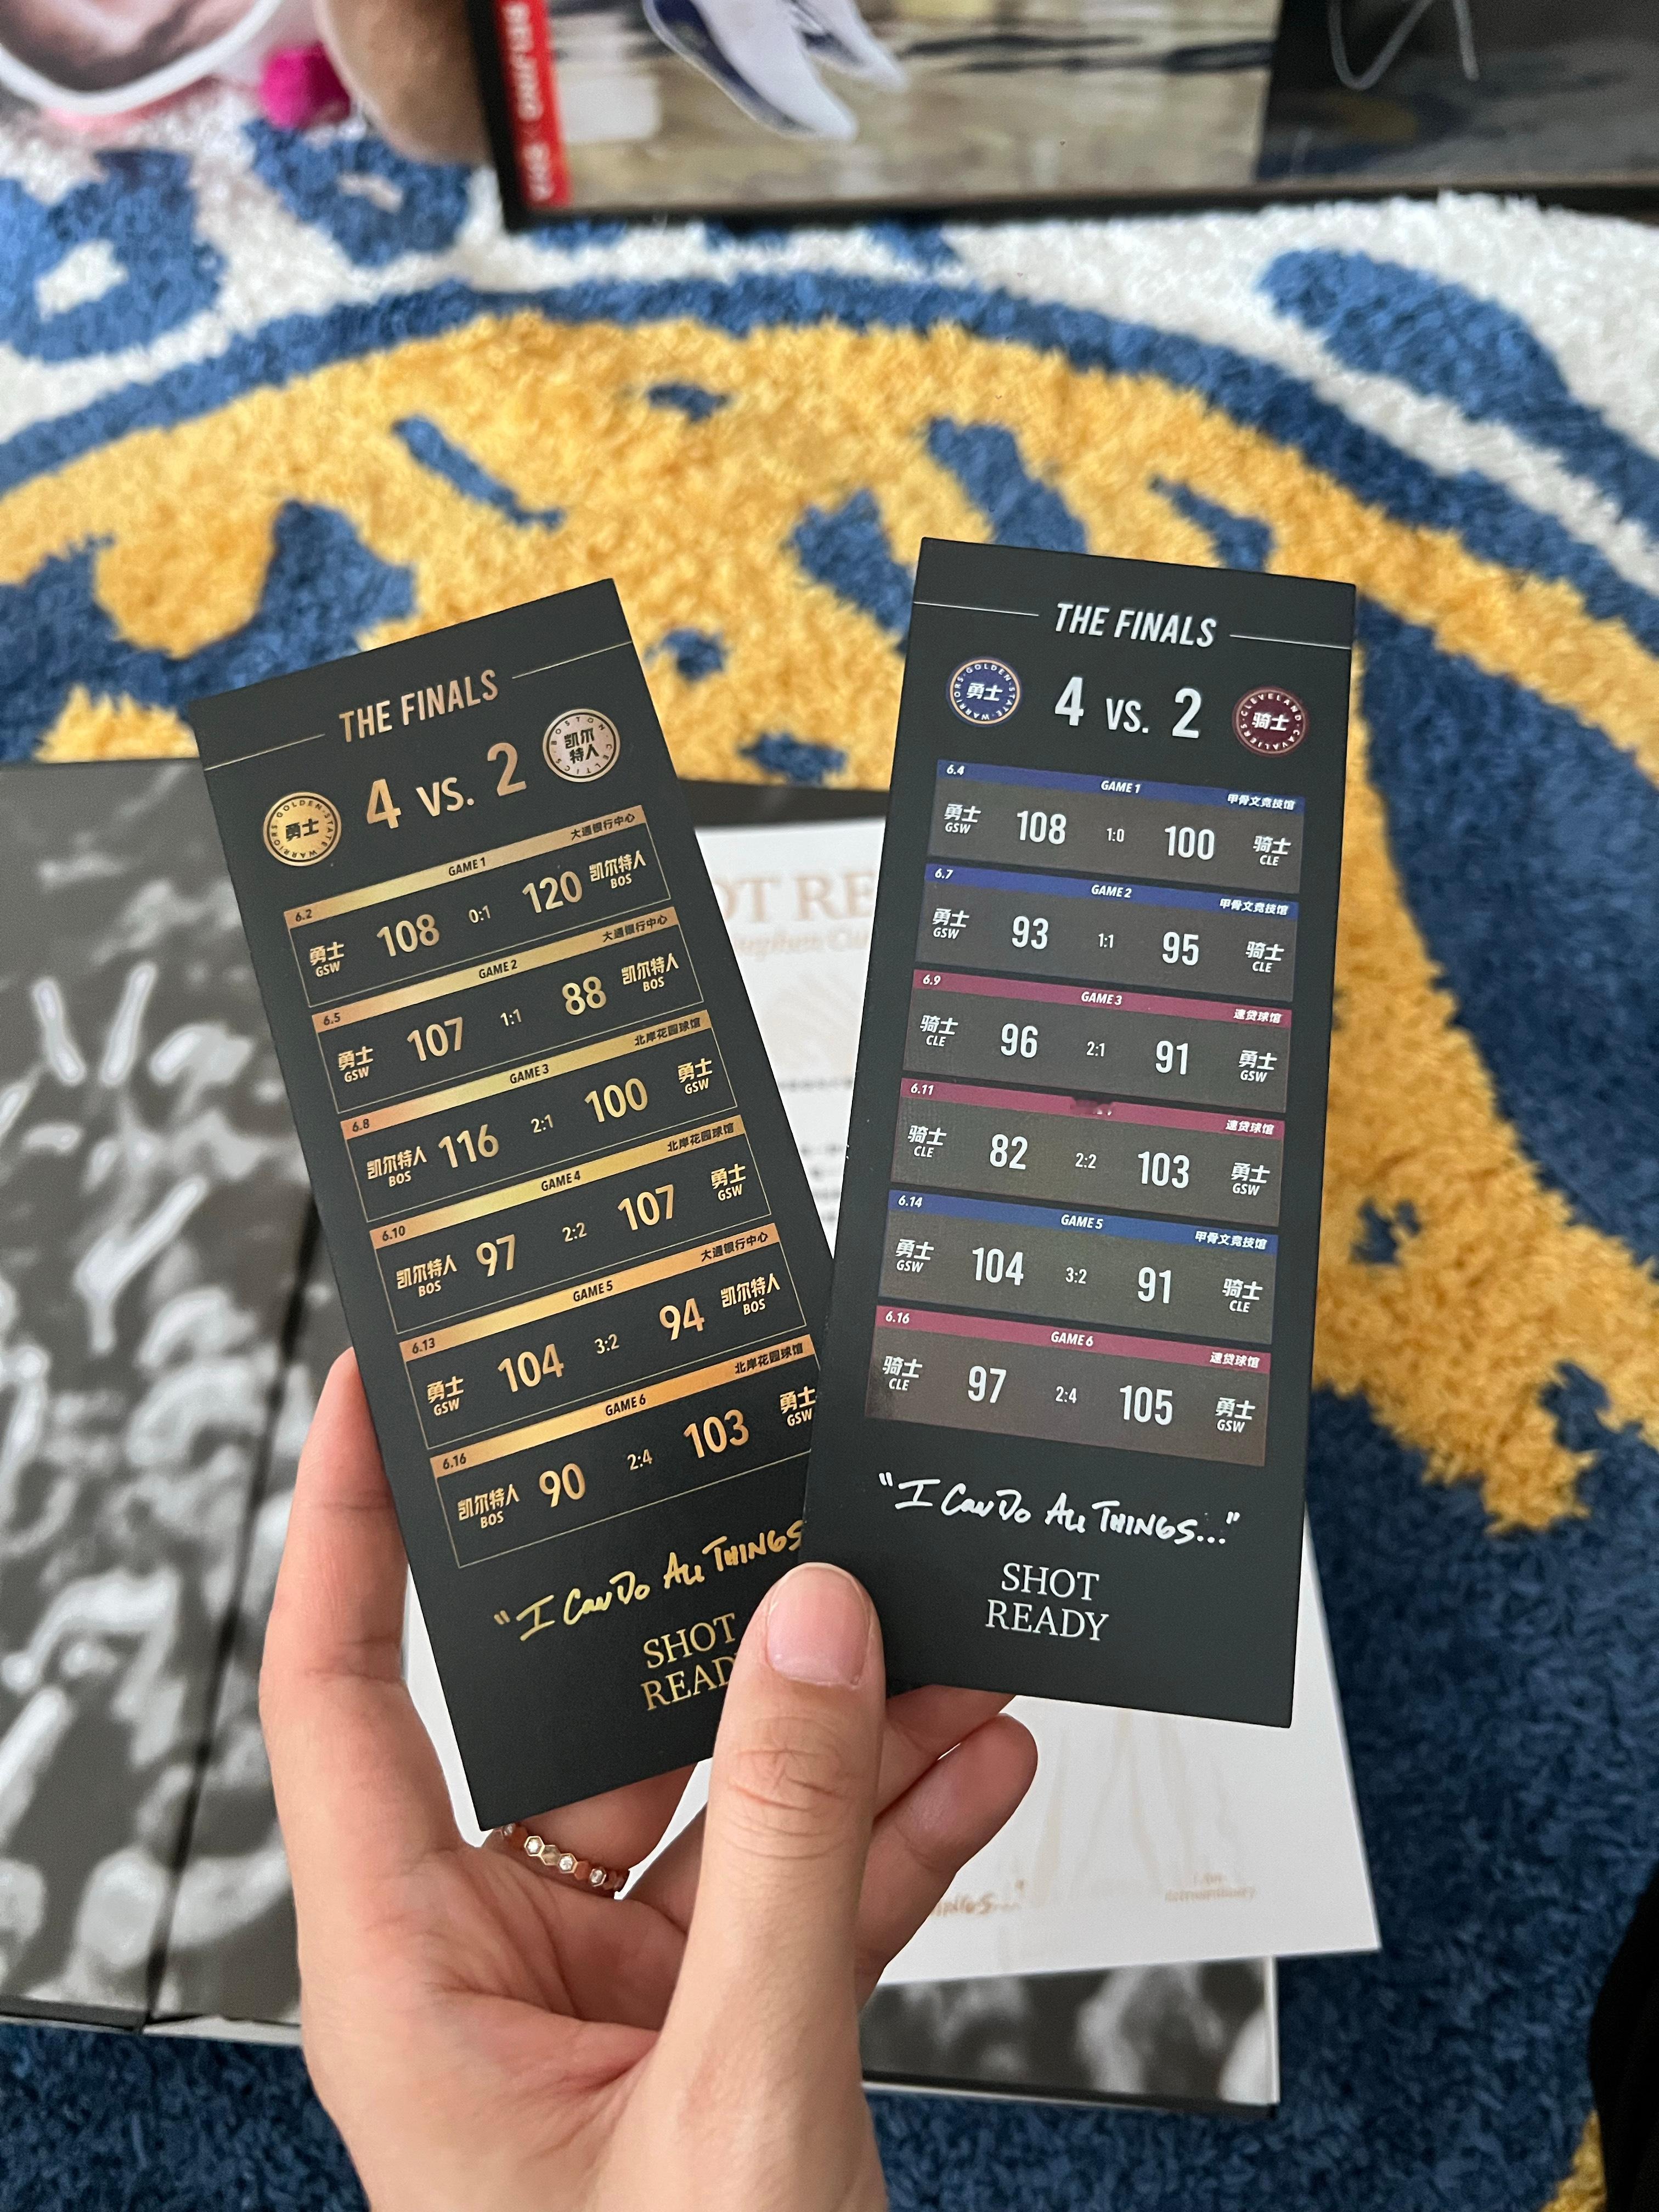 BEIJING
THE FINALS
GOLDEN STATE WARRIORS
勇士
4 VS. 2
BOSTON CELTICS
凯尔
特人
6.2 GAME 1 大通银行中心
勇士 108 0:1 120 凯尔特人
GSW BOS
6.5 GAME 2 大通银行中心
勇士 107 1:1 88 凯尔特人
GSW BOS
6.8 GAME 3 北岸花园球馆
凯尔特人 116 2:1 100 勇士
BOS GSW
6.10 GAME 4 北岸花园球馆
凯尔特人 97 2:2 107 勇士
BOS GSW
6.13 GAME 5 大通银行中心
勇士 104 3:2 94 凯尔特人
GSW BOS
6.16 GAME 6 北岸花园球馆
凯尔特人 90 2:4 103 勇士
BOS GSW
"I CAN DO ALL THINGS
SHOT
READY
THE FINALS
GOLDEN STATE WARRIORS
勇士
4 VS. 2
CLEVELAND CAVALIERS
骑士
6.4 GAME 1 甲骨文竞技馆
勇士 108 1:0 100 骑士
GSW CLE
6.7 GAME 2 甲骨文竞技馆
勇士 93 1:1 95 骑士
GSW CLE
6.9 GAME 3 速贷球馆
骑士 96 2:1 91 勇士
CLE GSW
6.11 速贷球馆
骑士 82 2:2 103 勇士
CLE GSW
6.14 GAME 5 甲骨文竞技馆
勇士 104 3:2 91 骑士
GSW CLE
6.16 GAME 6 速贷球馆
骑士 97 2:4 105 勇士
CLE GSW
"I CAN DO ALL THINGS..."
SHOT
READY
THINGS..."
I Am
Extraordinary